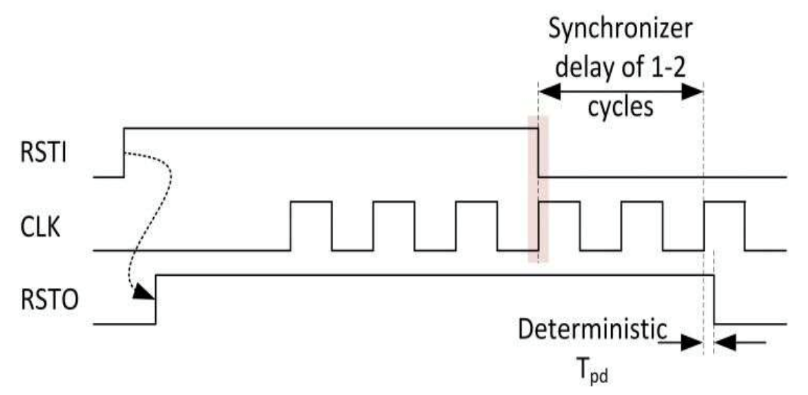 Synchronizer
delay of 1-2
cycles
RSTI
CLK
RSTO
Deterministic
Tpd